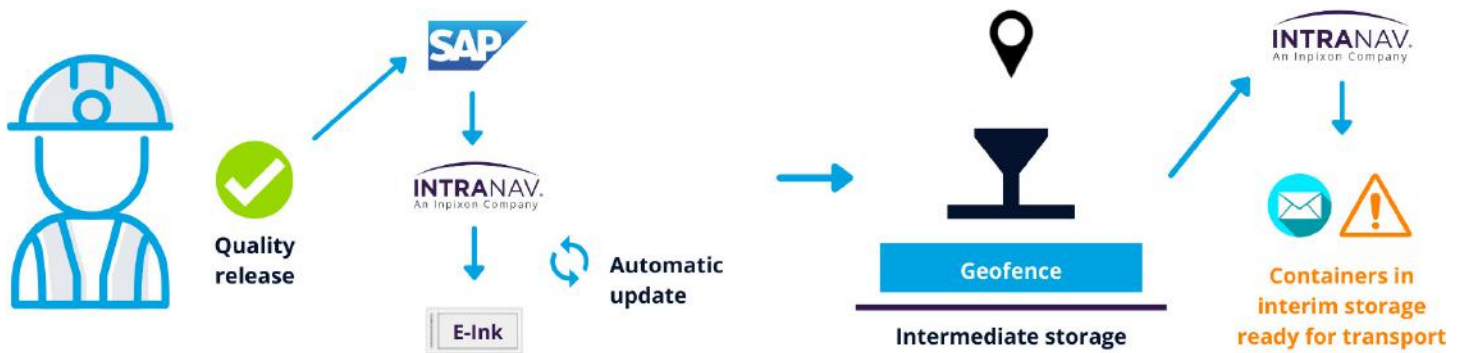 SAP
INTRANAV.
An Inpixon Company
Quality
release
Automatic
update
E-Ink
Geofence
Intermediate storage
INTRANAV.
An Inpixon Company
Containers in
interim storage
ready for transport